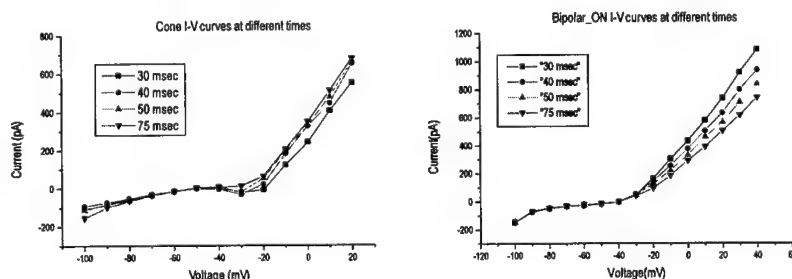 Cone I-V curves at different times
800
600
400
200
0
-200
Current(pA)
30 msec
40 msec
50 msec
75 msec
-100 -80 -60 -40 -20 0 20
Voltage (mV)
Bipolar_ON I-V curves at different times
1200
1000
800
600
400
200
0
-200
Current(pA)
"30 msec"
"40 msec"
"50 msec"
"75 msec"
-120 -100 -80 -60 -40 -20 0 20 40 60
Voltage(mV)